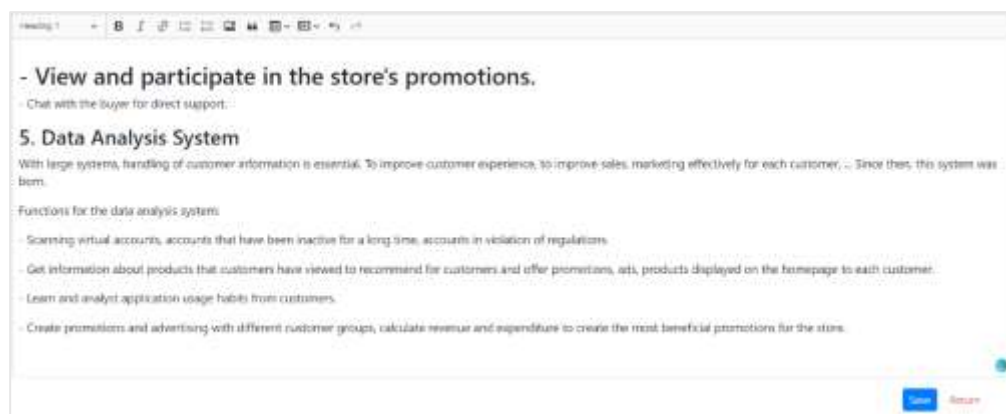 Heading 1
- View and participate in the store's promotions.
- Chat with the buyer for direct support.
5. Data Analysis System
With large systems, handling of customer information is essential. To improve customer experience, to improve sales, marketing effectively for each customer, ... Since then, this system was
born.
Functions for the data analysis system:
- Scanning virtual accounts, accounts that have been inactive for a long time, accounts in violation of regulations.
- Get information about products that customers have viewed to recommend for customers and offer promotions, ads, products displayed on the homepage to each customer.
- Learn and analyst application usage habits from customers.
- Create promotions and advertising with different customer groups, calculate revenue and expenditure to create the most beneficial promotions for the store.
Save Return